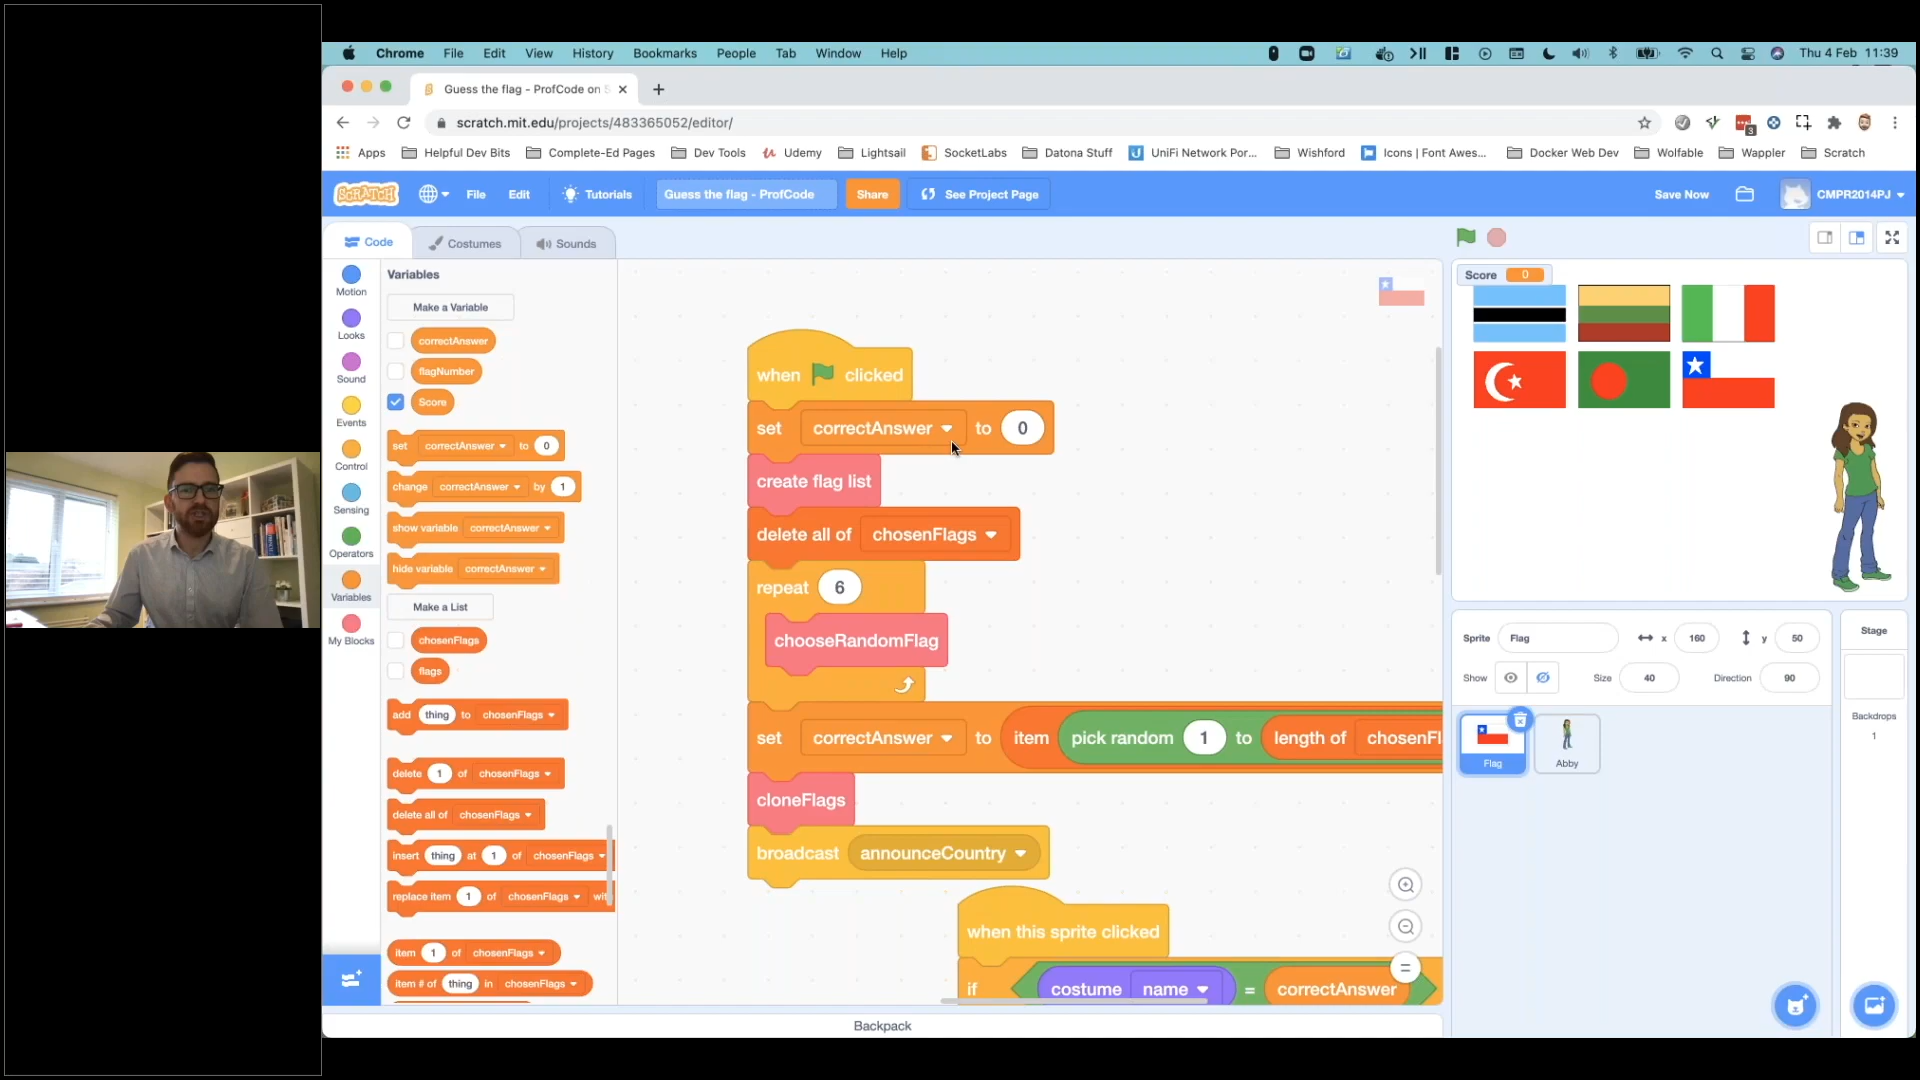 Chrome File Edit View History Bookmarks People Tab Window Help Thu 4 Feb 11:39
Guess the flag - ProfCode on S
scratch.mit.edu/projects/483365052/editor/
3
Apps Helpful Dev Bits Complete-Ed Pages Dev Tools Udemy Lightsail SocketLabs Datona Stuff UniFi Network Por... Wishford Icons | Font Awes... Docker Web Dev Wolfable Wappler Scratch
SCRATCH File Edit Tutorials Guess the flag - ProfCode Share See Project Page Save Now CMPR2014PJ
Code Costumes Sounds
Motion
Looks
Sound
Events
Control
Sensing
Operators
Variables
My Blocks
Variables
Make a Variable
correctAnswer
flagNumber
Score
set correctAnswer to 0
change correctAnswer by 1
show variable correctAnswer
hide variable correctAnswer
Make a List
chosenFlags
flags
add thing to chosenFlags
delete 1 of chosenFlags
delete all of chosenFlags
insert thing at 1 of chosenFlags
replace item 1 of chosenFlags wit
item 1 of chosenFlags
item # of thing in chosenFlags
when clicked
set correctAnswer to 0
create flag list
delete all of chosenFlags
repeat 6
chooseRandomFlag
set correctAnswer to item pick random 1 to length of chosenFl
cloneFlags
broadcast announceCountry
when this sprite clicked
if costume name = correctAnswer
Backpack
Score 0
Sprite Flag x 160 y 50
Show Size 40 Direction 90
Flag
Abby
Stage
Backdrops
1